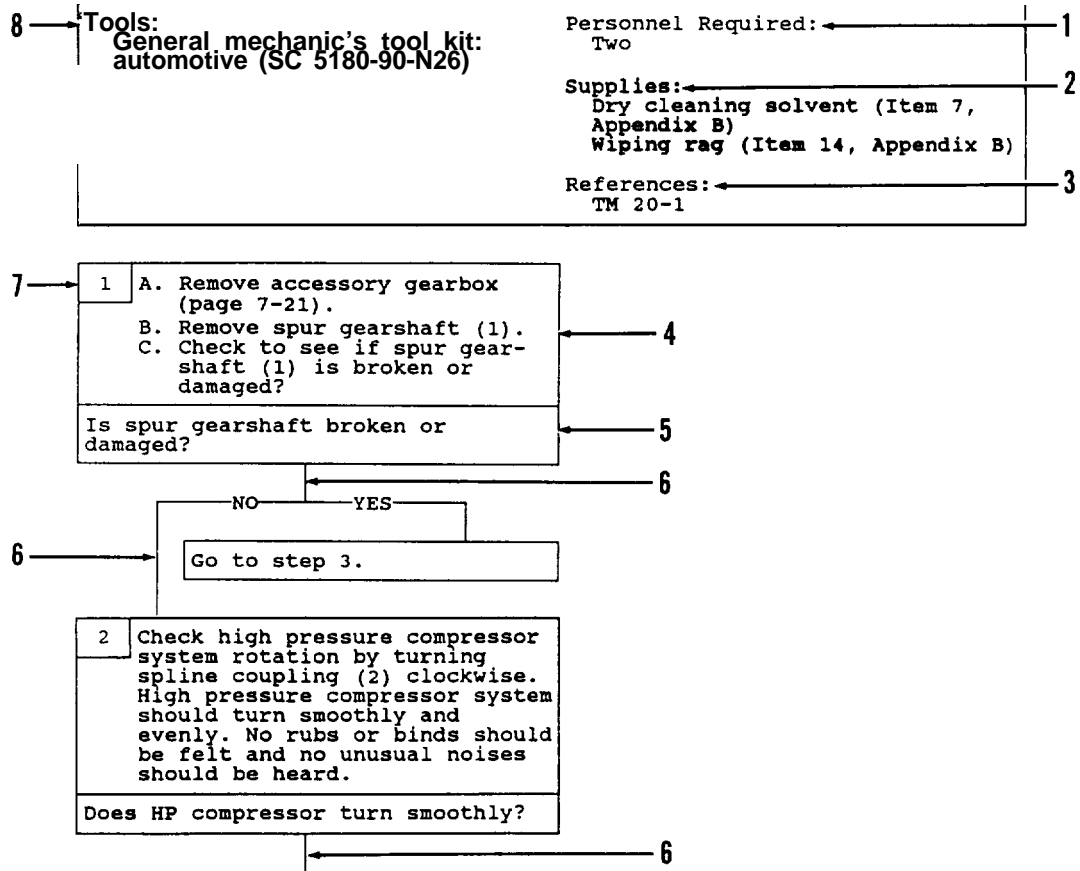 8
'Tools:
General mechanic's tool kit:
automotive (SC 5180-90-N26)
Personnel Required:
1
Two
Supplies:
2
Dry cleaning solvent (Item 7,
Appendix B)
Wiping rag (Item 14, Appendix B)
References:
3
TM 20-1
7
1
A. Remove accessory gearbox
(page 7-21).
B. Remove spur gearshaft (1).
4
C. Check to see if spur gear-
shaft (1) is broken or
damaged?
Is spur gearshaft broken or
damaged?
5
6
NO
YES
6
Go to step 3.
2
Check high pressure compressor
system rotation by turning
spline coupling (2) clockwise.
High pressure compressor system
should turn smoothly and
evenly. No rubs or binds should
be felt and no unusual noises
should be heard.
Does HP compressor turn smoothly?
6